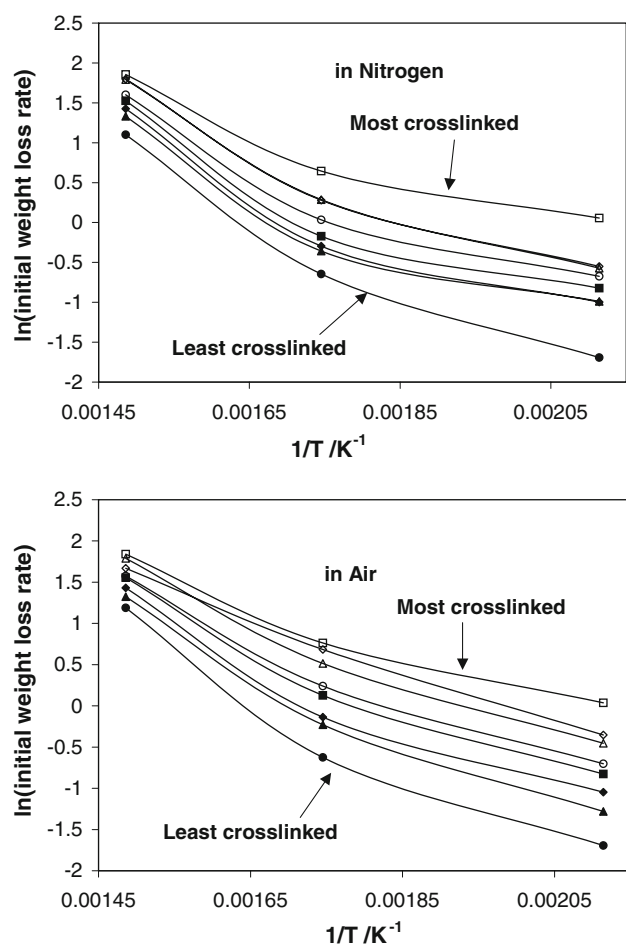 2.5
in Nitrogen
2
Most crosslinked
1.5
1
0.5
0
-0.5
-1
Least crosslinked
-1.5
-2
ln(initial weight loss rate)
0.00145 0.00165 0.00185 0.00205
1/T /K-1
2.5
2
in Air
1.5
Most crosslinked
1
0.5
0
-0.5
-1
-1.5
Least crosslinked
-2
ln(initial weight loss rate)
0.00145 0.00165 0.00185 0.00205
1/T /K-1